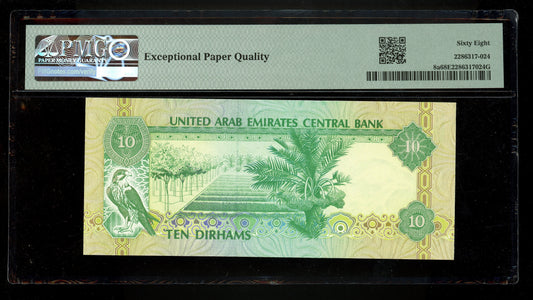 PMG
PAPER MONEY GUARANTY
Exceptional Paper Quality
Sixty Eight
2286317-024
8a68E2286317024G
10
UNITED ARAB EMIRATES CENTRAL BANK
10
10
TEN DIRHAMS